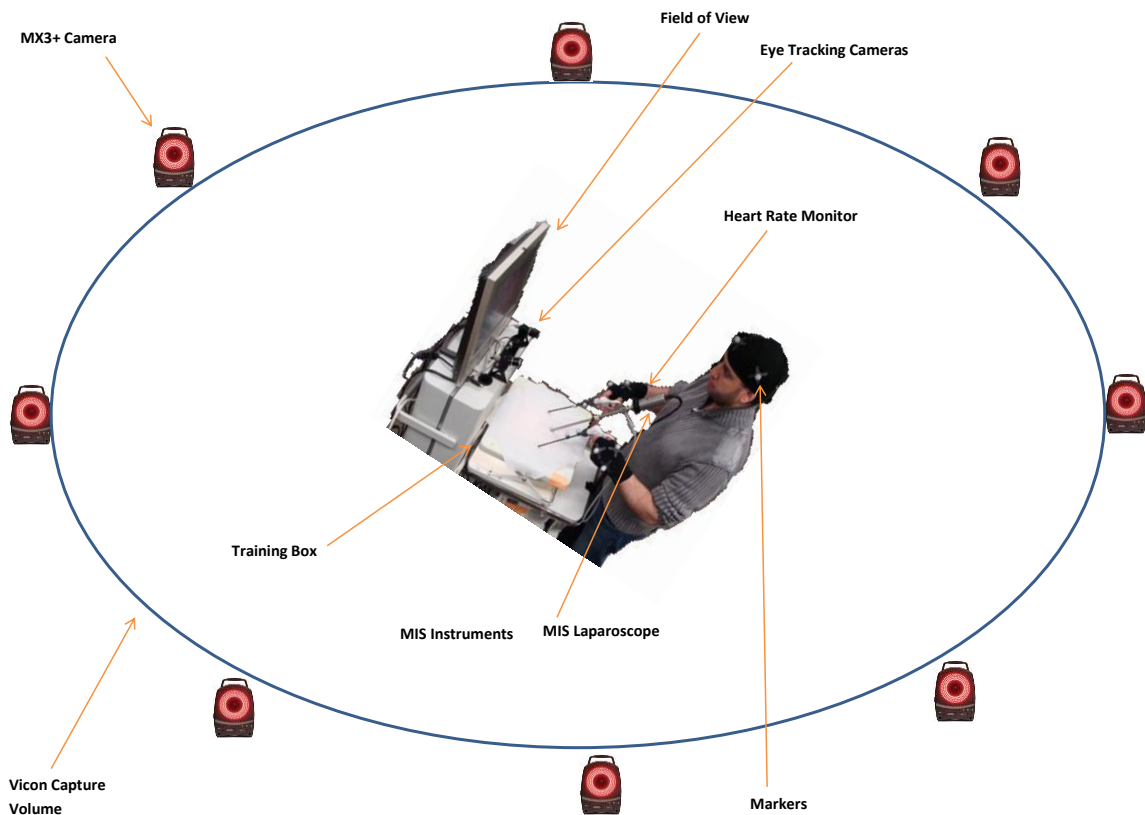 Field of View
MX3+ Camera
Eye Tracking Cameras
Heart Rate Monitor
Training Box
MIS Instruments
MIS Laparoscope
Vicon Capture
Volume
Markers